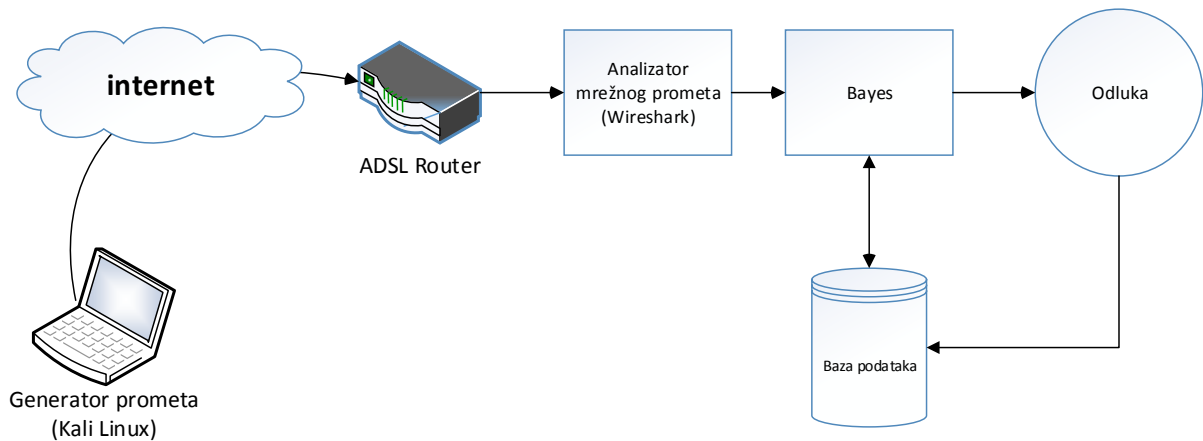 internet
ADSL Router
Analizator
mrežnog prometa
(Wireshark)
Bayes
Odluka
Baza podataka
Generator prometa
(Kali Linux)